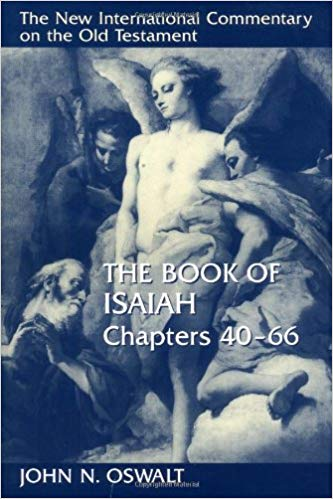 The New International Commentary
on the Old Testament
THE BOOK OF
ISAIAH
Chapters 40–66
JOHN N. OSWALT